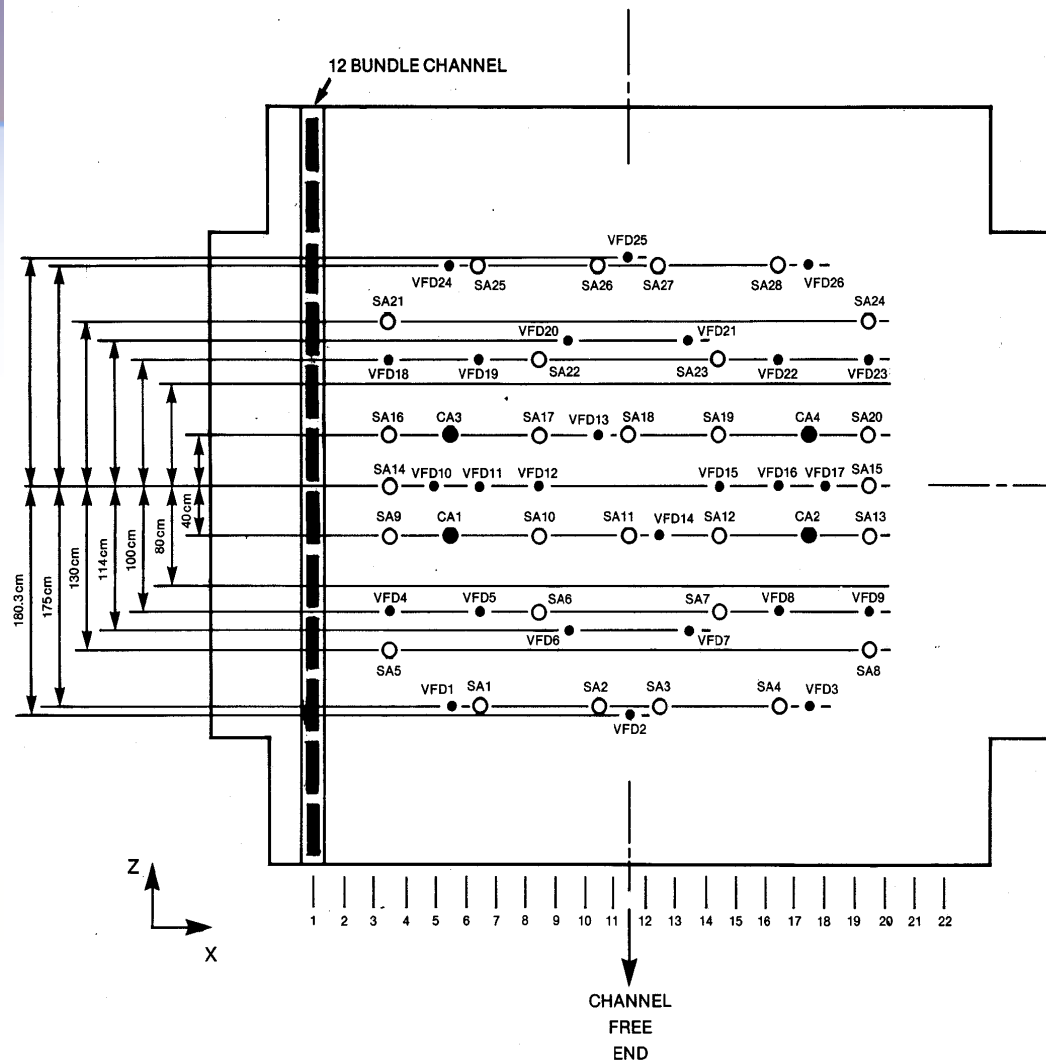 12 BUNDLE CHANNEL
VFD25
VFD24 SA25 SA26 SA27 SA28 VFD26
SA21 SA24
VFD20 VFD21
VFD18 VFD19 SA22 SA23 VFD22 VFD23
SA16 CA3 SA17 VFD13 SA18 SA19 CA4 SA20
SA14 VFD10 VFD11 VFD12 VFD15 VFD16 VFD17 SA15
SA9 CA1 SA10 SA11 VFD14 SA12 CA2 SA13
180.3cm
175cm
130cm
114cm
100cm
80cm
40cm
VFD4 VFD5 SA6 SA7 VFD8 VFD9
VFD6 VFD7
SA5 SA8
VFD1 SA1 SA2 SA3 SA4 VFD3
VFD2
Z
X
1 2 3 4 5 6 7 8 9 10 11 12 13 14 15 16 17 18 19 20 21 22
CHANNEL
FREE
END